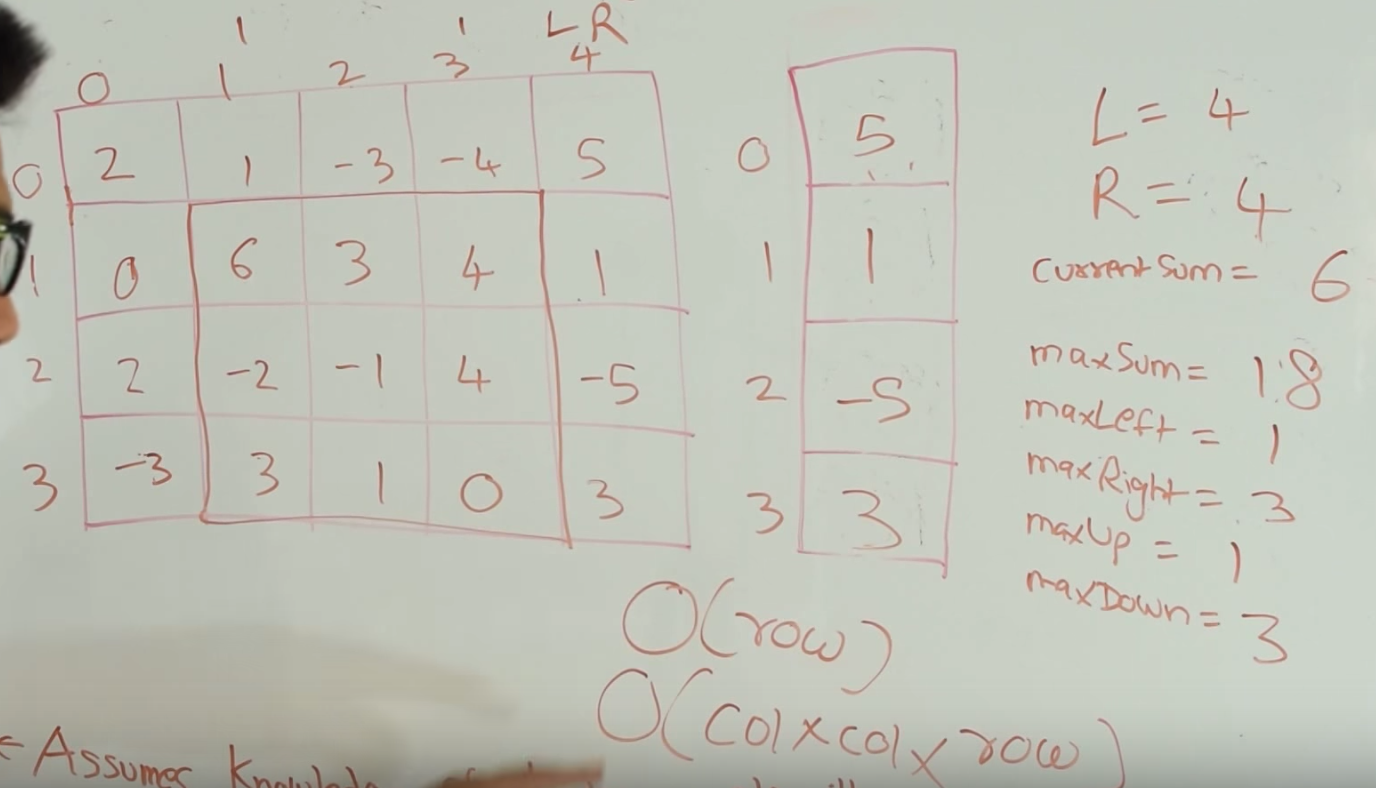 1 1 L R
0 1 2 3 4
0 2 1 -3 -4 5
1 0 6 3 4 1
2 2 -2 -1 4 -5
3 -3 3 1 0 3
0 5
1 1
2 -5
3 3
L = 4
R = 4
currentSum = 6
maxSum = 18
maxLeft = 1
maxRight = 3
maxUp = 1
maxDown = 3
O(row)
O(col x col x row)
Assumes